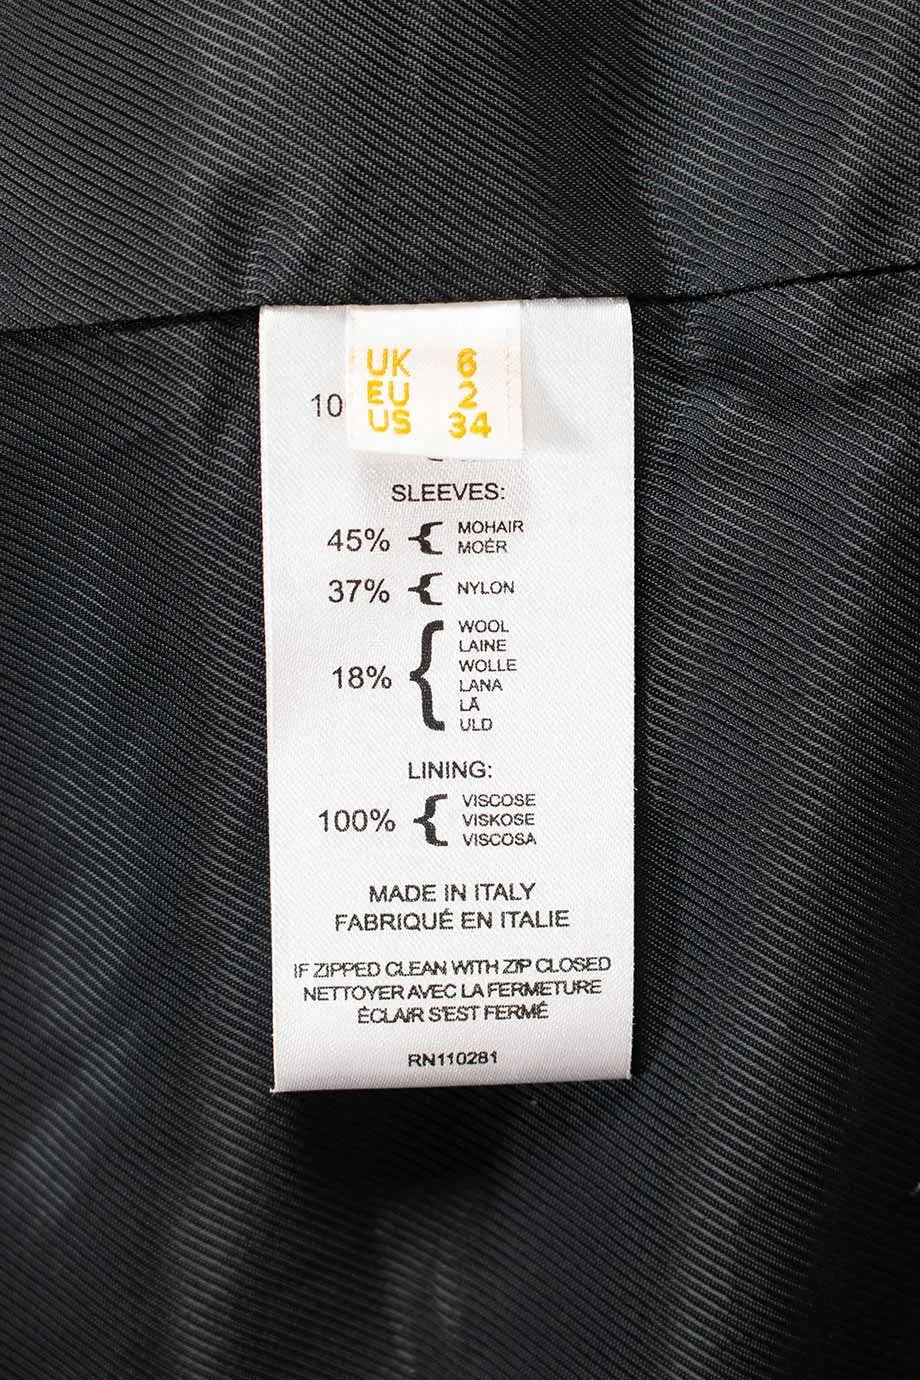 UK 6
EU 2
US 34
10
SLEEVES:
45% { MOHAIR
MOÈR
37% { NYLON
18% { WOOL
LAINE
WOLLE
LANA
LÃ
ULD
LINING:
100% { VISCOSE
VISKOSE
VISCOSA
MADE IN ITALY
FABRIQUÉ EN ITALIE
IF ZIPPED CLEAN WITH ZIP CLOSED
NETTOYER AVEC LA FERMETURE
ÉCLAIR S'EST FERMÉ
RN110281